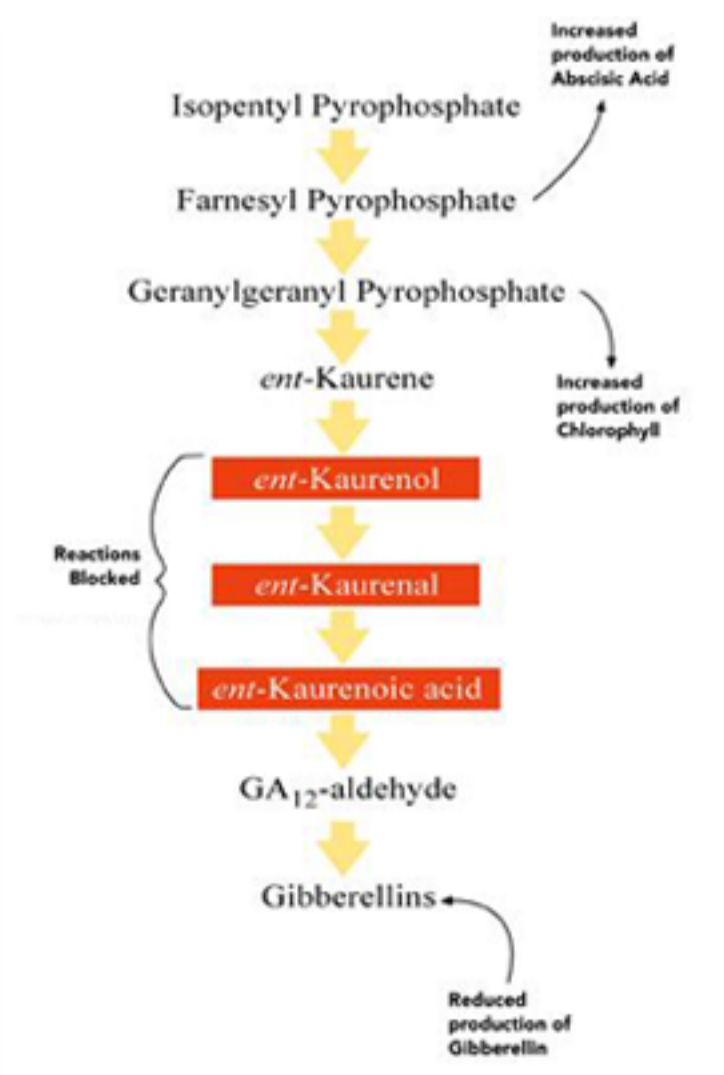 Increased
production of
Abscisic Acid
Isopentyl Pyrophosphate
Farnesyl Pyrophosphate
Geranylgeranyl Pyrophosphate
ent-Kaurene
Increased
production of
Chlorophyll
ent-Kaurenol
Reactions
Blocked
ent-Kaurenal
ent-Kaurenoic acid
GA12-aldehyde
Gibberellins
Reduced
production of
Gibberellin